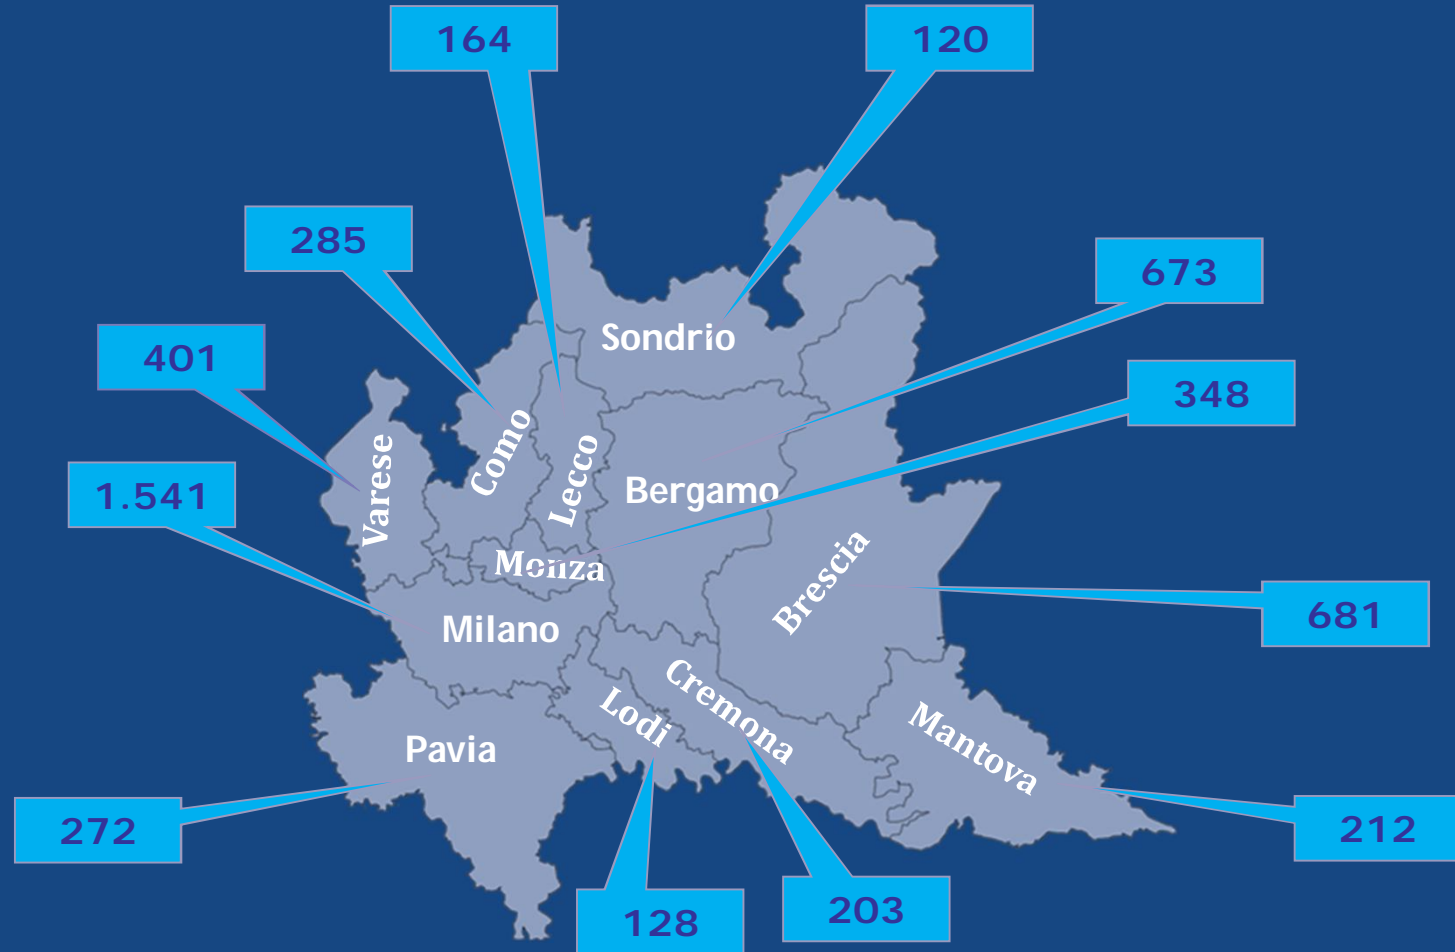 164
120
285
673
Sondrio
401
348
Varese
Como
Lecco
1.541
Bergamo
Monza
Brescia
681
Milano
Cremona
Lodi
Mantova
Pavia
272
212
128
203